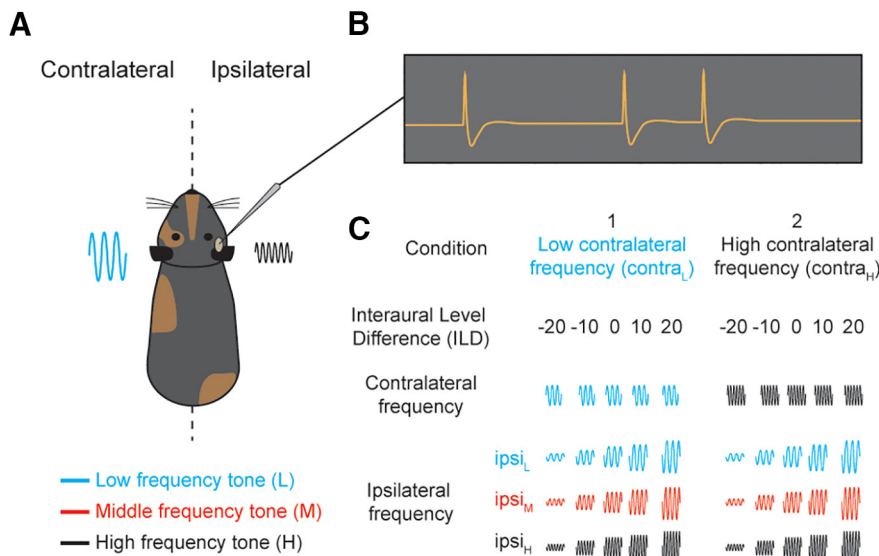 A
Contralateral
Ipsilateral
Low frequency tone (L)
Middle frequency tone (M)
High frequency tone (H)
B
C
1 2
Condition
Low contralateral
frequency (contraL)
High contralateral
frequency (contraH)
Interaural Level
Difference (ILD)
-20 -10 0 10 20
-20 -10 0 10 20
Contralateral
frequency
Ipsilateral
frequency
ipsiL
ipsiM
ipsiH